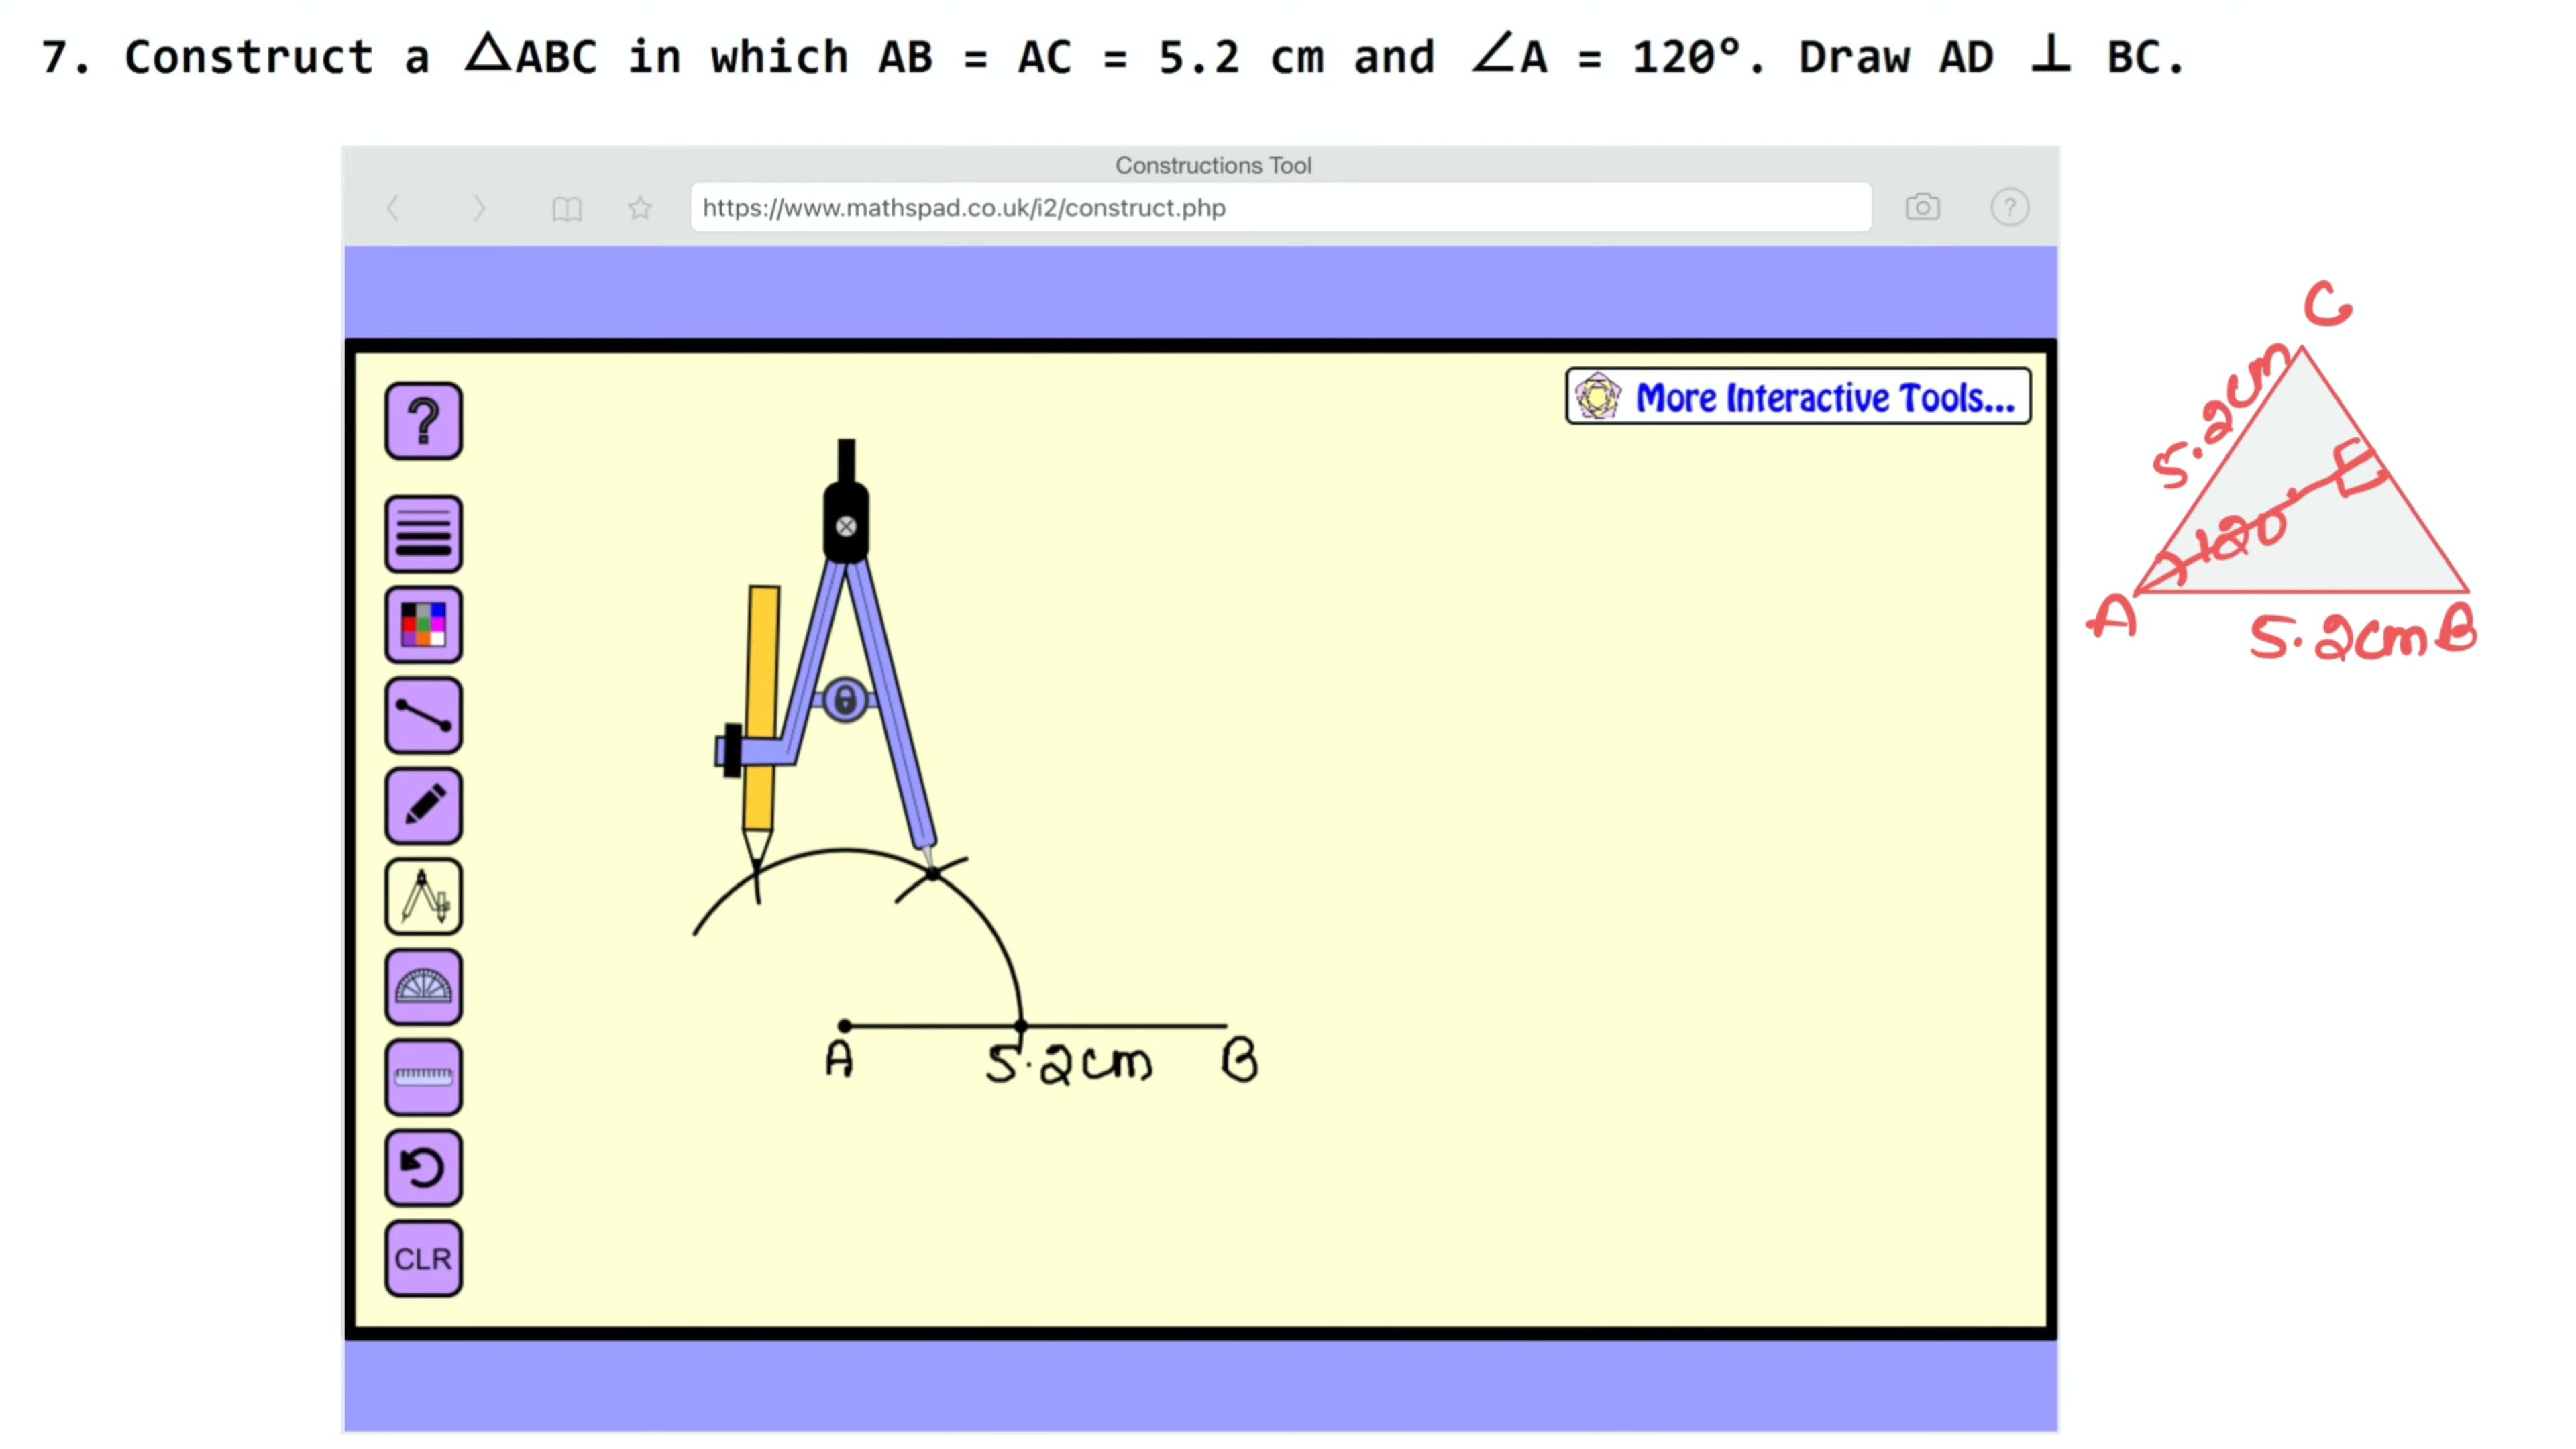 7. Construct a △ABC in which AB = AC = 5.2 cm and ∠A = 120°. Draw AD ⊥ BC.
Constructions Tool
https://www.mathspad.co.uk/i2/construct.php
?
?
More Interactive Tools...
C
5.2cm
120°
A
5.2cm B
A 5.2cm B
CLR